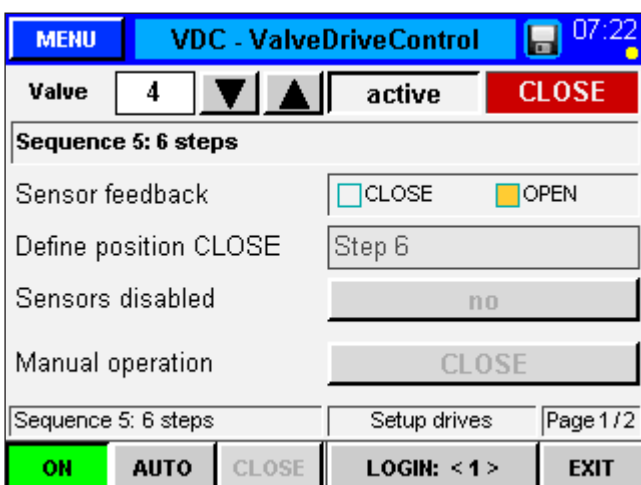 MENU VDC - ValveDriveControl 07:22
Valve 4 active CLOSE
Sequence 5: 6 steps
Sensor feedback CLOSE OPEN
Define position CLOSE Step 6
Sensors disabled no
Manual operation CLOSE
Sequence 5: 6 steps Setup drives Page 1/2
ON AUTO CLOSE LOGIN: <1> EXIT